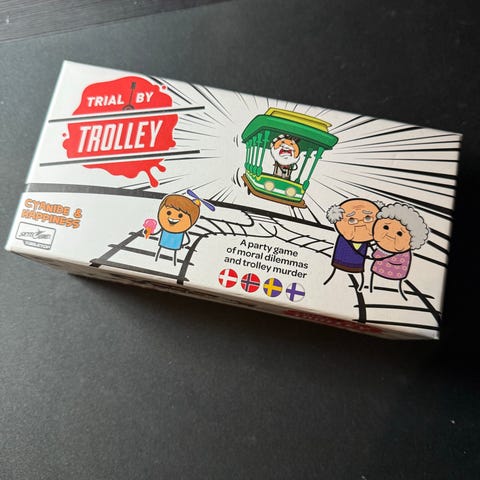 TRIAL BY
TROLLEY
CYANIDE &
HAPPINESS
A party game
of moral dilemmas
and trolley murder